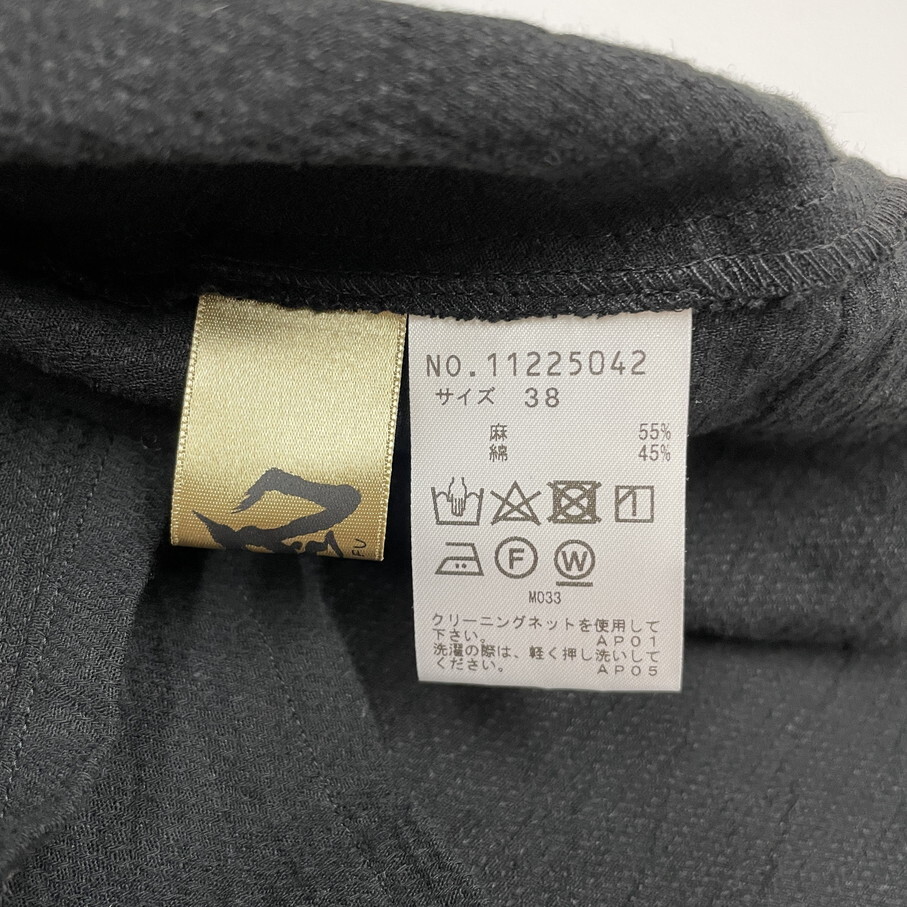 NO.11225042
サイズ 38
麻 55%
綿 45%
F W
M033
クリーニングネットを使用して
下さい。 AP01
洗濯の際は、軽く押し洗いして
ください。 AP05